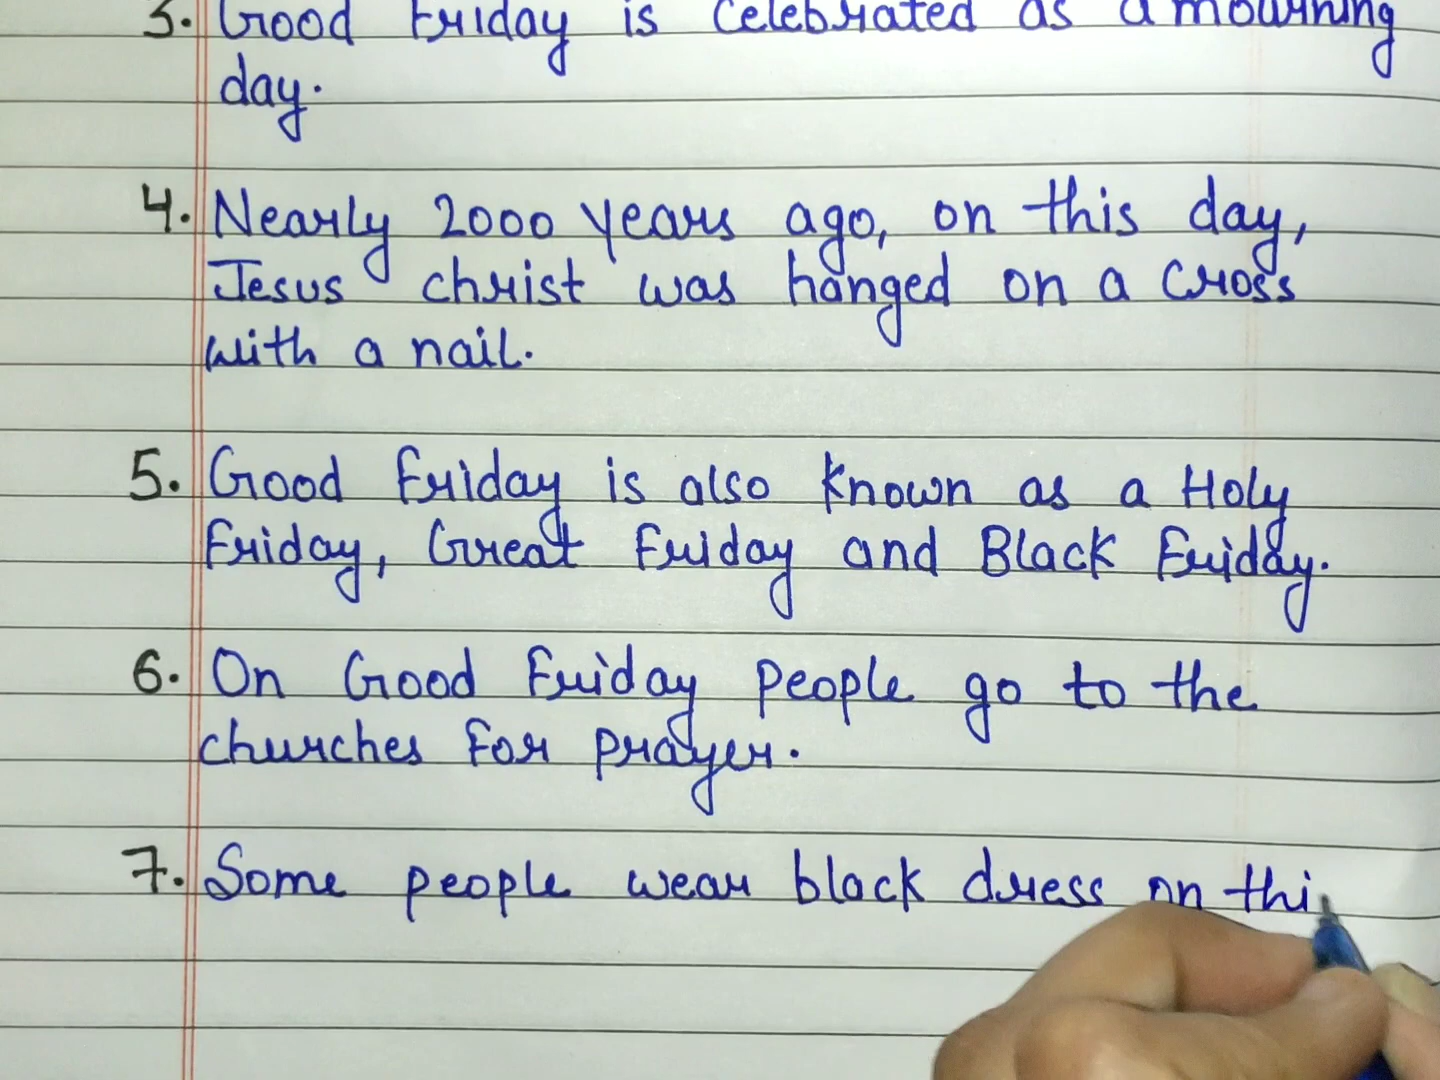 3. Good Friday is celebrated as a mourning
day.
4. Nearly 2000 years ago, on this day,
Jesus christ was hanged on a cross
with a nail.
5. Good Friday is also known as a Holy
Friday, Great Friday and Black Friday.
6. On Good Friday people go to the
churches for prayer.
7. Some people wear black dress on thi